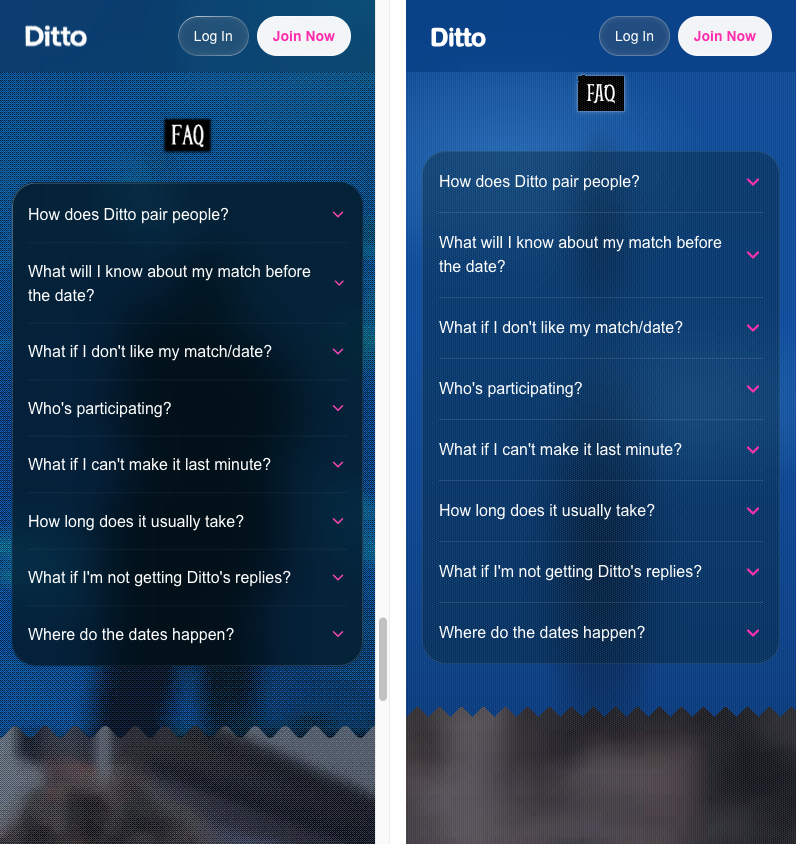 Ditto
Log In
Join Now
FAQ
How does Ditto pair people?
What will I know about my match before
the date?
What if I don't like my match/date?
Who's participating?
What if I can't make it last minute?
How long does it usually take?
What if I'm not getting Ditto's replies?
Where do the dates happen?
Ditto
Log In
Join Now
FAQ
How does Ditto pair people?
What will I know about my match before
the date?
What if I don't like my match/date?
Who's participating?
What if I can't make it last minute?
How long does it usually take?
What if I'm not getting Ditto's replies?
Where do the dates happen?